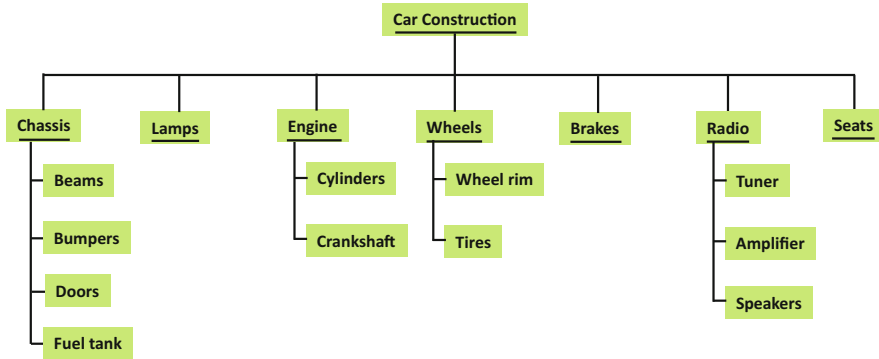 Car Construction
Chassis
Lamps
Engine
Wheels
Brakes
Radio
Seats
Beams
Bumpers
Doors
Fuel tank
Cylinders
Crankshaft
Wheel rim
Tires
Tuner
Amplifier
Speakers